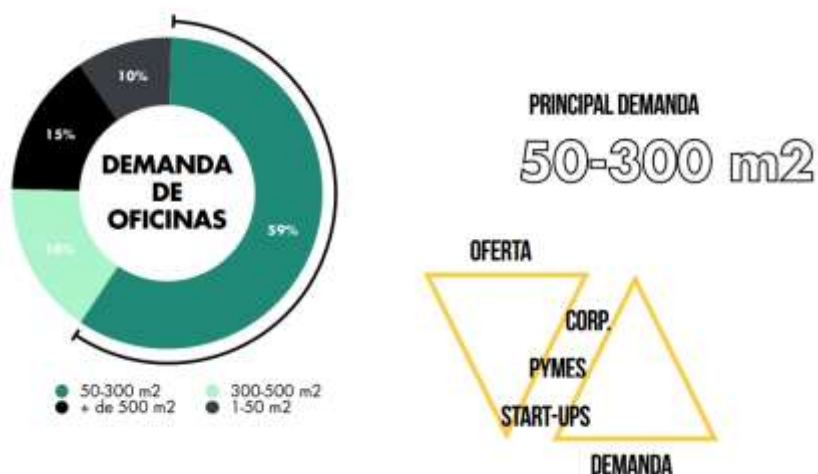 10%
15%
16%
59%
DEMANDA
DE
OFICINAS
50-300 m2
300-500 m2
+ de 500 m2
1-50 m2
PRINCIPAL DEMANDA
50-300 m2
OFERTA
CORP.
PYMES
START-UPS
DEMANDA